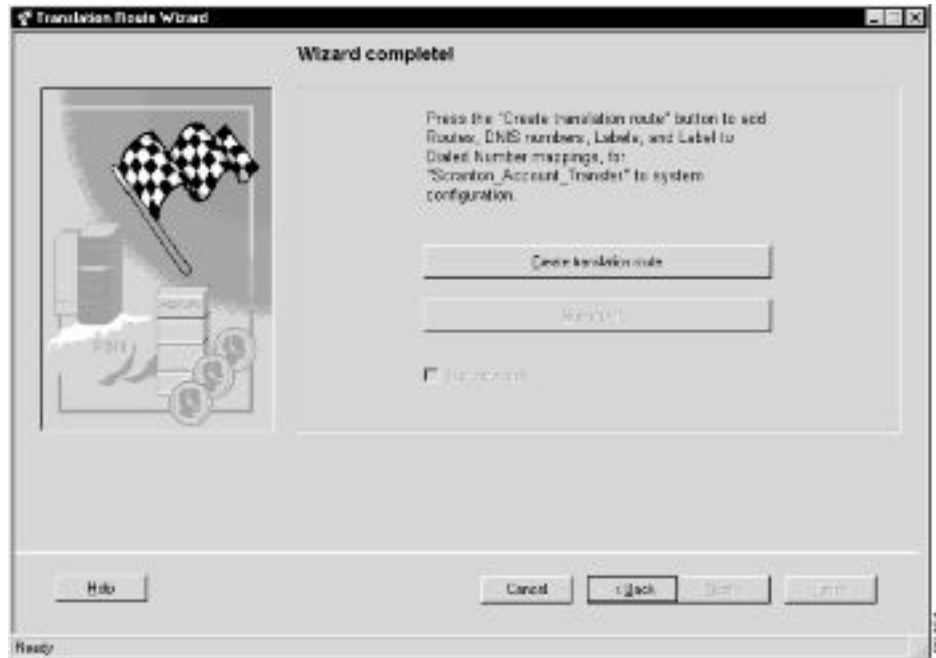 Translation Route Wizard
Wizard complete!
Press the "Create translation route" button to add
Routes, DNIS numbers, Labels, and Label to
Dialed Number mappings, for
"Scranton_Account_Transfer" to system
configuration.
Create translation route
Help
Cancel
< Back
Ready